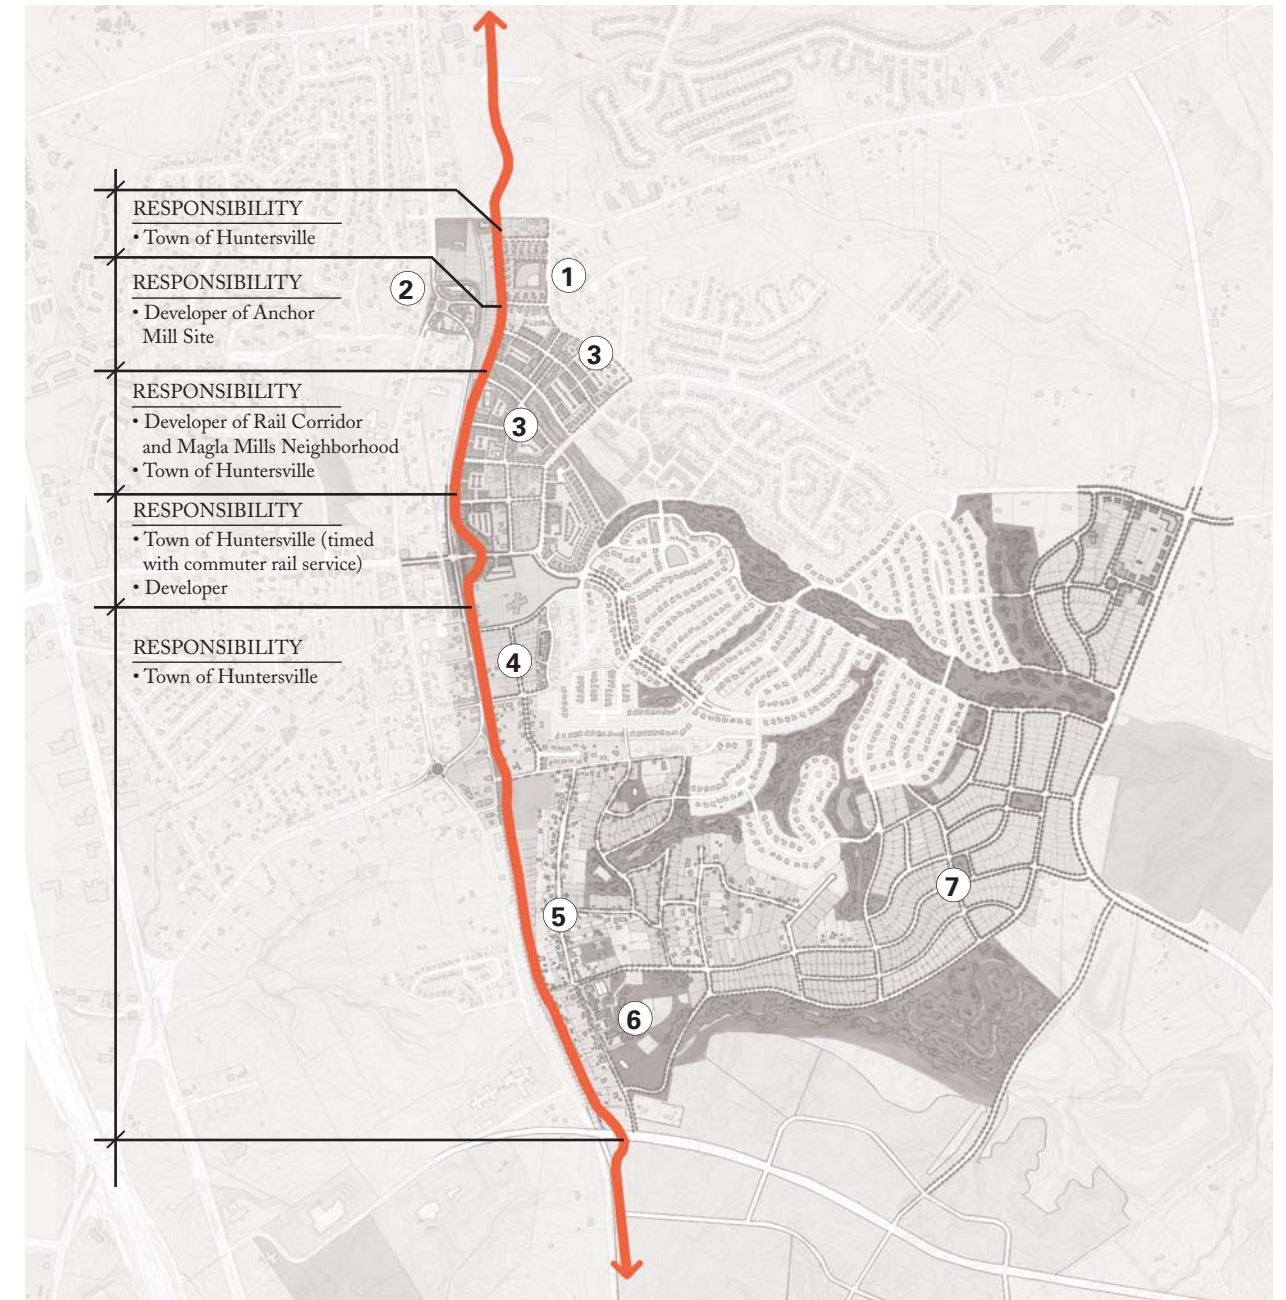 RESPONSIBILITY
• Town of Huntersville
RESPONSIBILITY
• Developer of Anchor
Mill Site
RESPONSIBILITY
• Developer of Rail Corridor
and Magla Mills Neighborhood
• Town of Huntersville
RESPONSIBILITY
• Town of Huntersville (timed
with commuter rail service)
• Developer
RESPONSIBILITY
• Town of Huntersville
1
2
3
3
4
5
6
7